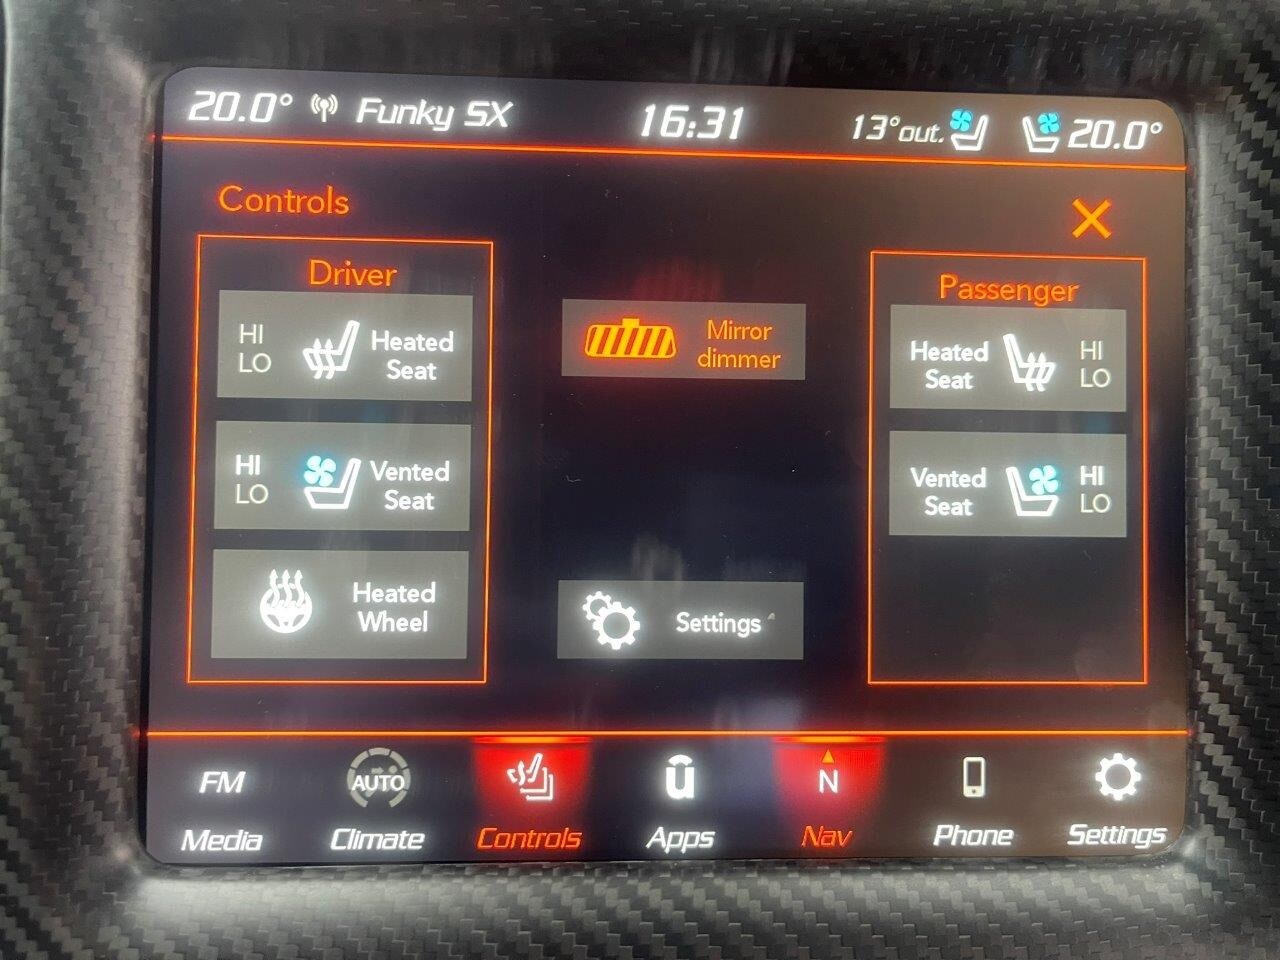 20.0° Funky SX 16:31 13°out. 20.0°
Controls
Driver
HI
LO
Heated
Seat
HI
LO
Vented
Seat
Heated
Wheel
Mirror
dimmer
Settings
Passenger
Heated
Seat
HI
LO
Vented
Seat
HI
LO
FM
Media
AUTO
Climate
Controls
u
Apps
N
Nav
Phone
Settings